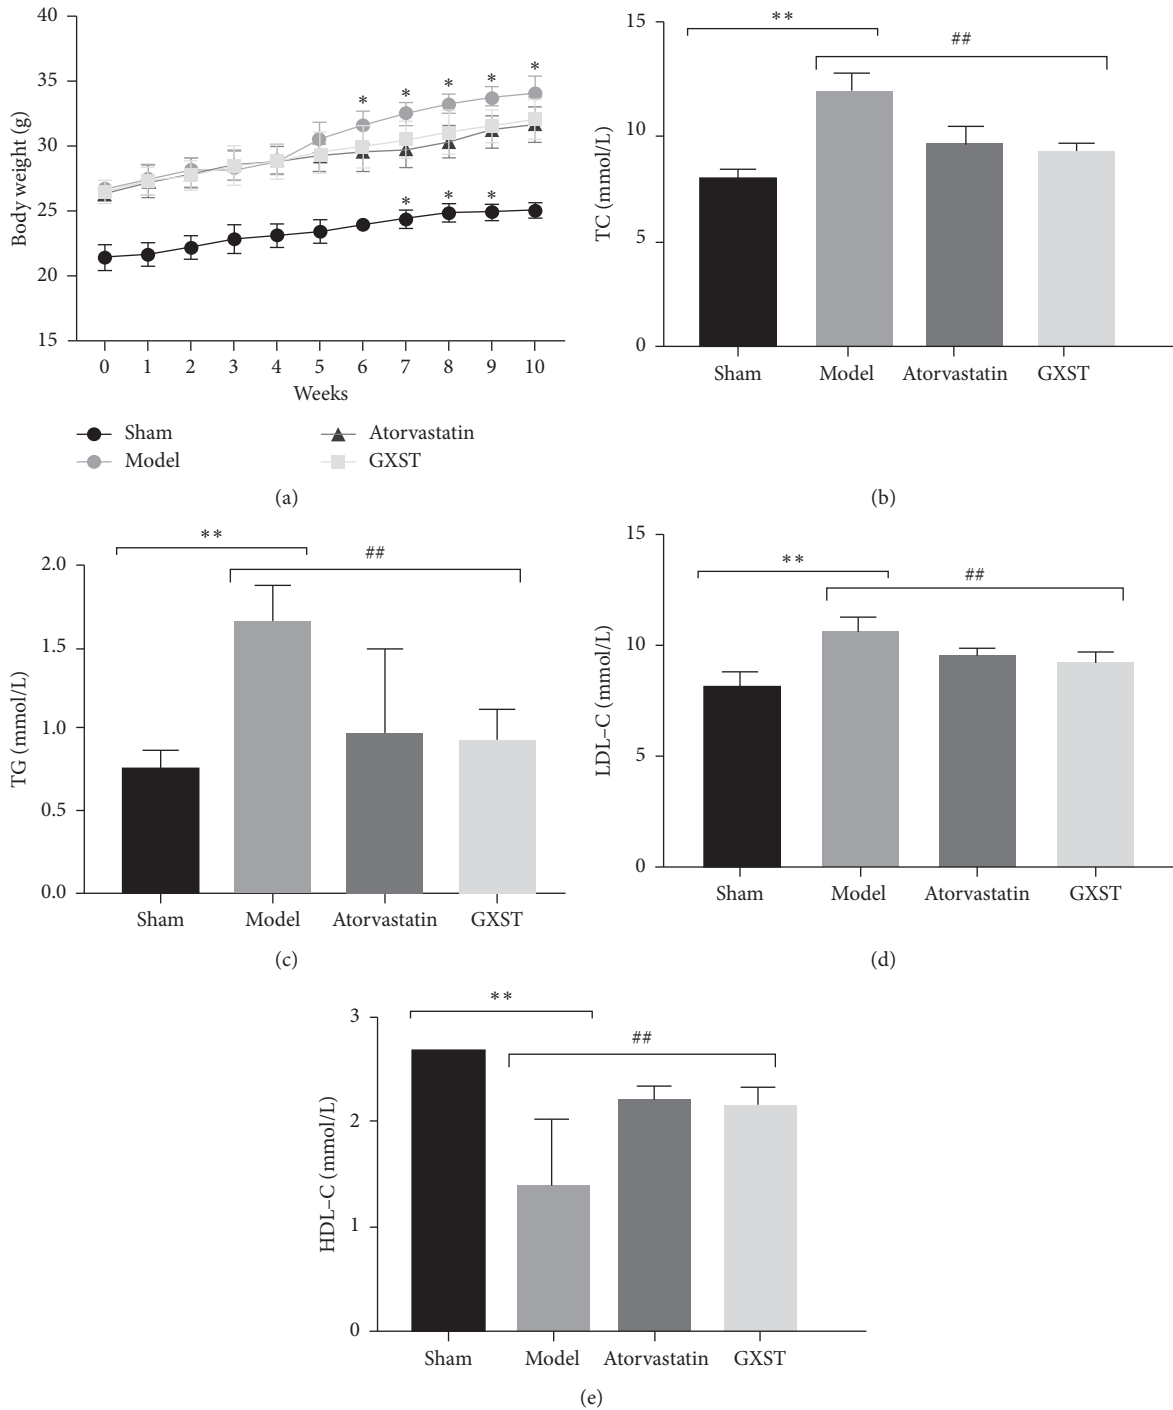 40
35
30
25
20
15
Body weight (g)
* * * * *
* * *
0 1 2 3 4 5 6 7 8 9 10
Weeks
Sham
Model
Atorvastatin
GXST
(a)
**
##
15
10
5
0
TC (mmol/L)
Sham Model Atorvastatin GXST
(b)
**
##
2.0
1.5
1.0
0.5
0.0
TG (mmol/L)
Sham Model Atorvastatin GXST
(c)
**
##
15
10
5
0
LDL–C (mmol/L)
Sham Model Atorvastatin GXST
(d)
**
##
3
2
1
0
HDL–C (mmol/L)
Sham Model Atorvastatin GXST
(e)